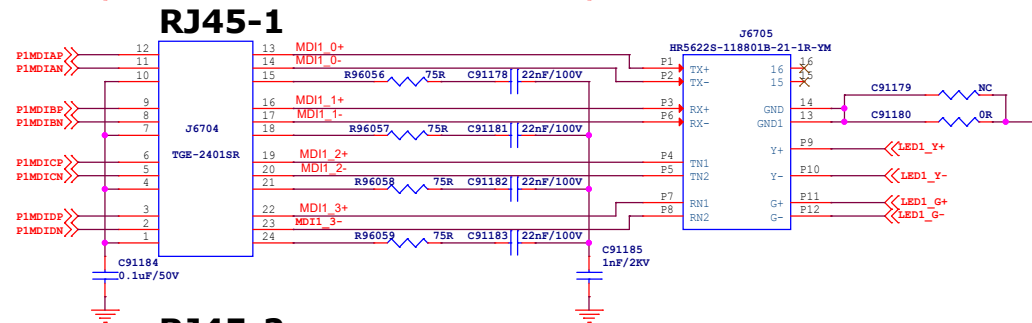 RJ45-1
J6705
HR5622S-118801B-21-1R-YM
P1MDIAP 12 13 MDI1_0+ P1 TX+ 16 16 C91179 NC
P1MDIAN 11 14 MDI1_0- P2 TX- 15 15
10 15 R96056 75R C91178 22nF/100V
P1MDIBP 9 16 MDI1_1+ P3 RX+ GND 14
P1MDIBN 8 17 MDI1_1- P6 RX- GND1 13 C91180 0R
7 J6704 18 R96057 75R C91181 22nF/100V
Y+ P9 LED1_Y+
TGE-2401SR
P1MDICP 6 19 MDI1_2+ P4 TN1
P1MDICN 5 20 MDI1_2- P5 TN2 Y- P10 LED1_Y-
4 21 R96058 75R C91182 22nF/100V
P1MDIDP 3 22 MDI1_3+ P7 RN1 G+ P11 LED1_G+
P1MDIDN 2 23 MDI1_3- P8 RN2 G- P12 LED1_G-
1 24 R96059 75R C91183 22nF/100V
C91184
0.1uF/50V
C91185
1nF/2KV